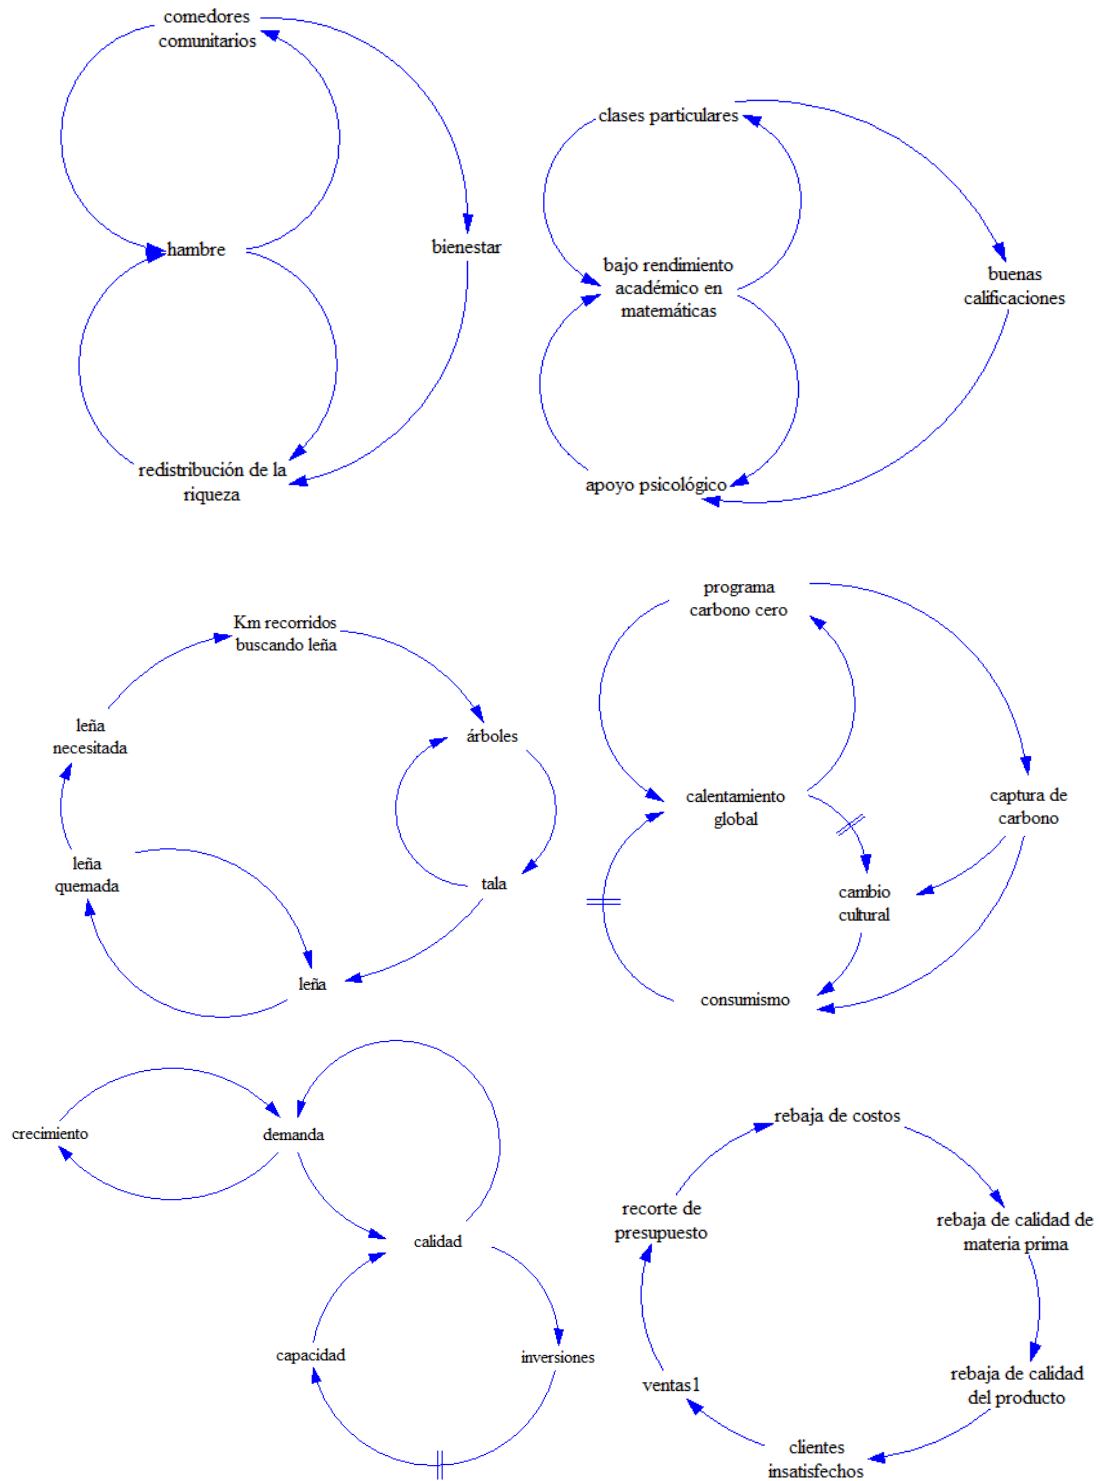 comedores
comunitarios
hambre
bienestar
redistribución de la
riqueza
clases particulares
bajo rendimiento
académico en
matemáticas
buenas
calificaciones
apoyo psicológico
Km recorridos
buscando leña
leña
necesitada
árboles
leña
quemada
tala
leña
programa
carbono cero
calentamiento
global
captura de
carbono
cambio
cultural
consumismo
crecimiento
demanda
calidad
capacidad
inversiones
rebaja de costos
recorte de
presupuesto
rebaja de calidad de
materia prima
ventas1
rebaja de calidad
del producto
clientes
insatisfechos